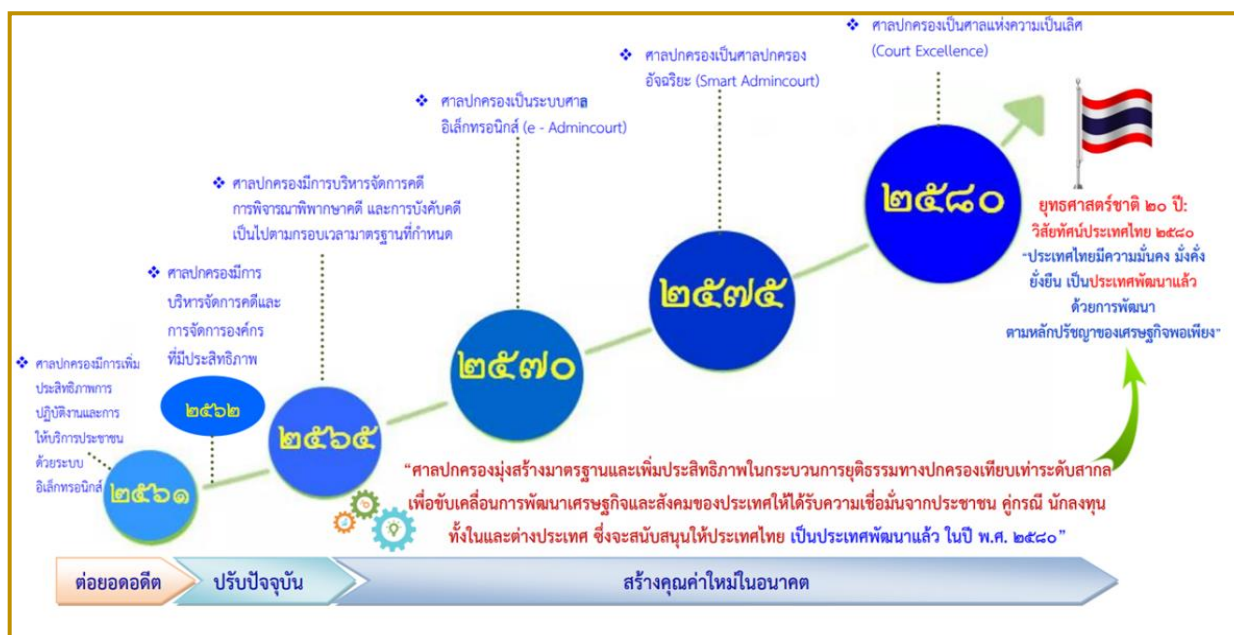 ❖ ศาลปกครองมีการเพิ่ม
ประสิทธิภาพการ
ปฏิบัติงานและการ
ให้บริการประชาชน
ด้วยระบบ
อิเล็กทรอนิกส์
๒๕๖๑
❖ ศาลปกครองมีการ
บริหารจัดการคดีและ
การจัดการองค์กร
ที่มีประสิทธิภาพ
๒๕๖๒
❖ ศาลปกครองมีการบริหารจัดการคดี
การพิจารณาพิพากษาคดี และการบังคับคดี
เป็นไปตามกรอบเวลามาตรฐานที่กำหนด
๒๕๖๕
❖ ศาลปกครองเป็นระบบศาล
อิเล็กทรอนิกส์ (e - Admincourt)
๒๕๗๐
❖ ศาลปกครองเป็นศาลปกครอง
อัจฉริยะ (Smart Admincourt)
๒๕๗๕
❖ ศาลปกครองเป็นศาลแห่งความเป็นเลิศ
(Court Excellence)
๒๕๘๐
ยุทธศาสตร์ชาติ ๒๐ ปี:
วิสัยทัศน์ประเทศไทย ๒๕๘๐
"ประเทศไทยมีความมั่นคง มั่งคั่ง
ยั่งยืน เป็นประเทศพัฒนาแล้ว
ด้วยการพัฒนา
ตามหลักปรัชญาของเศรษฐกิจพอเพียง"
"ศาลปกครองมุ่งสร้างมาตรฐานและเพิ่มประสิทธิภาพในกระบวนการยุติธรรมทางปกครองเทียบเท่าระดับสากล
เพื่อขับเคลื่อนการพัฒนาเศรษฐกิจและสังคมของประเทศให้ได้รับความเชื่อมั่นจากประชาชน คู่กรณี นักลงทุน
ทั้งในและต่างประเทศ ซึ่งจะสนับสนุนให้ประเทศไทย เป็นประเทศพัฒนาแล้ว ในปี พ.ศ. ๒๕๘๐"
ต่อยอดอดีต
ปรับปัจจุบัน
สร้างคุณค่าใหม่ในอนาคต